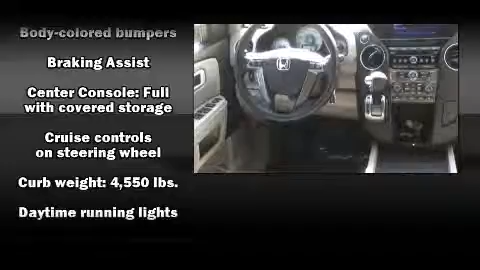 Body-colored bumpers
Braking Assist
Center Console: Full
with covered storage
Cruise controls
on steering wheel
Curb weight: 4,550 lbs.
Daytime running lights